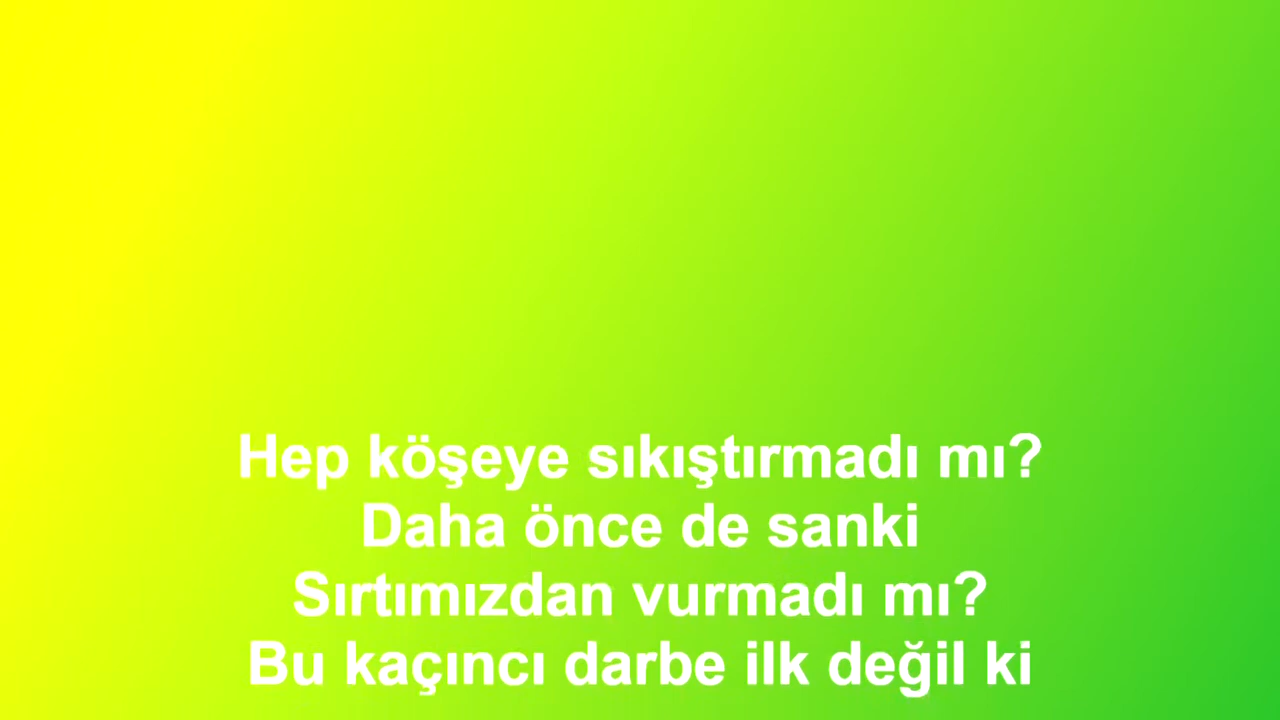 Hep köşeye sıkıştırmadı mı?
Daha önce de sanki
Sırtımızdan vurmadı mı?
Bu kaçıncı darbe ilk değil ki